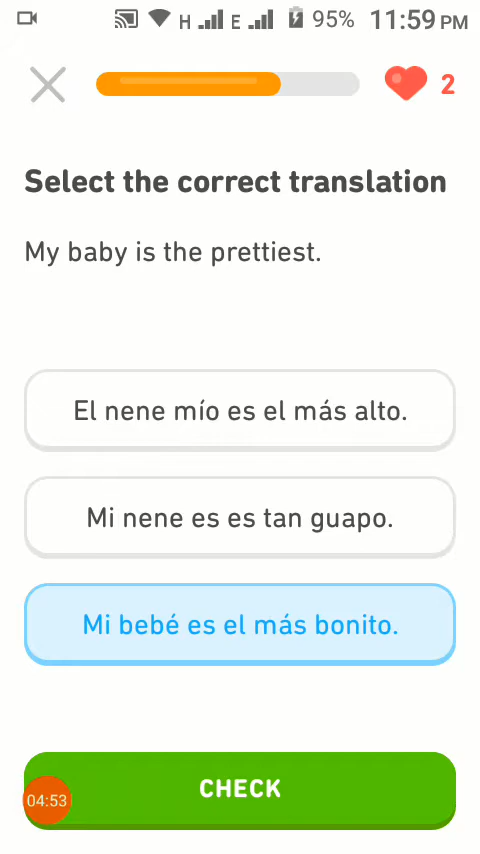 H E 95% 11:59 PM
2
Select the correct translation
My baby is the prettiest.
El nene mío es el más alto.
Mi nene es es tan guapo.
Mi bebé es el más bonito.
CHECK
04:53